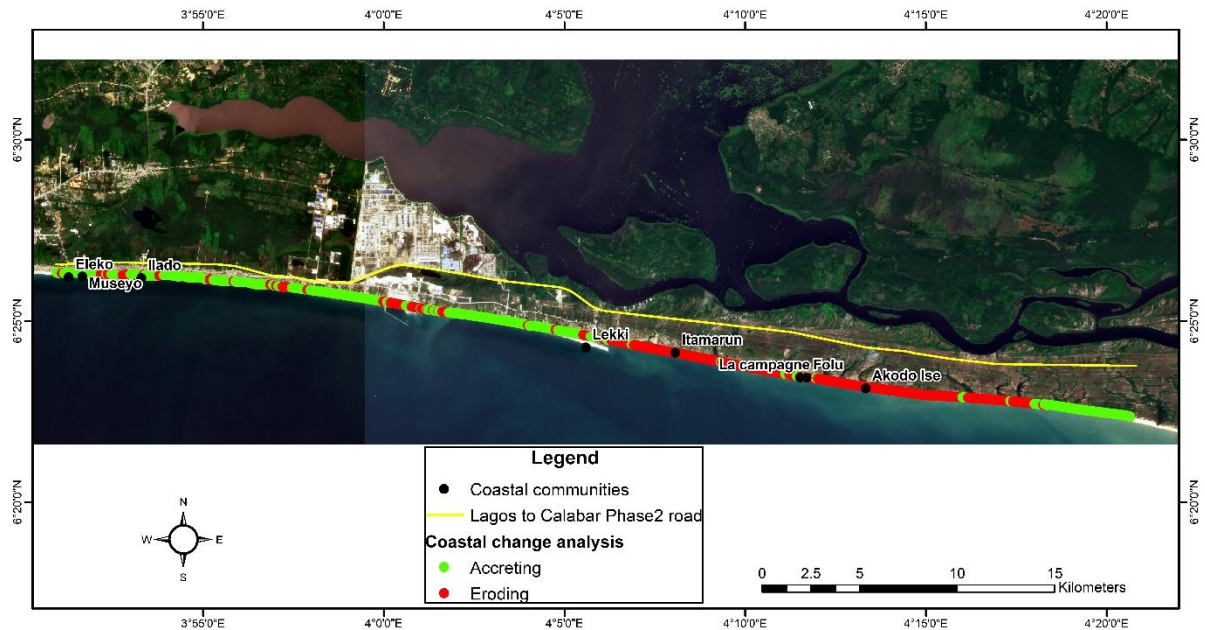 3°55'0"E 4°0'0"E 4°5'0"E 4°10'0"E 4°15'0"E 4°20'0"E
6°30'0"N 6°30'0"N
Eleko Ilado
Museyo
6°25'0"N 6°25'0"N
Lekki Itamarun
La campagne Folu
Akodo Ise
Legend
Coastal communities
Lagos to Calabar Phase2 road
Coastal change analysis
Accreting
Eroding
6°20'0"N 6°20'0"N
N
W E
S
0 2.5 5 10 15
Kilometers
3°55'0"E 4°0'0"E 4°5'0"E 4°10'0"E 4°15'0"E 4°20'0"E